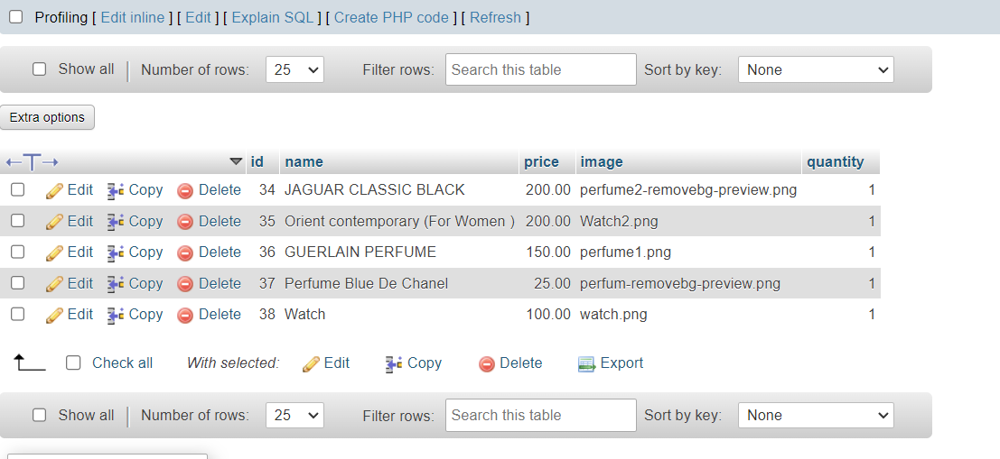 Profiling [ Edit inline ] [ Edit ] [ Explain SQL ] [ Create PHP code ] [ Refresh ]
Show all | Number of rows: 25 Filter rows: Search this table Sort by key: None
Extra options
id name price image quantity
Edit Copy Delete 34 JAGUAR CLASSIC BLACK 200.00 perfume2-removebg-preview.png 1
Edit Copy Delete 35 Orient contemporary (For Women ) 200.00 Watch2.png 1
Edit Copy Delete 36 GUERLAIN PERFUME 150.00 perfume1.png 1
Edit Copy Delete 37 Perfume Blue De Chanel 25.00 perfum-removebg-preview.png 1
Edit Copy Delete 38 Watch 100.00 watch.png 1
Check all With selected: Edit Copy Delete Export
Show all | Number of rows: 25 Filter rows: Search this table Sort by key: None